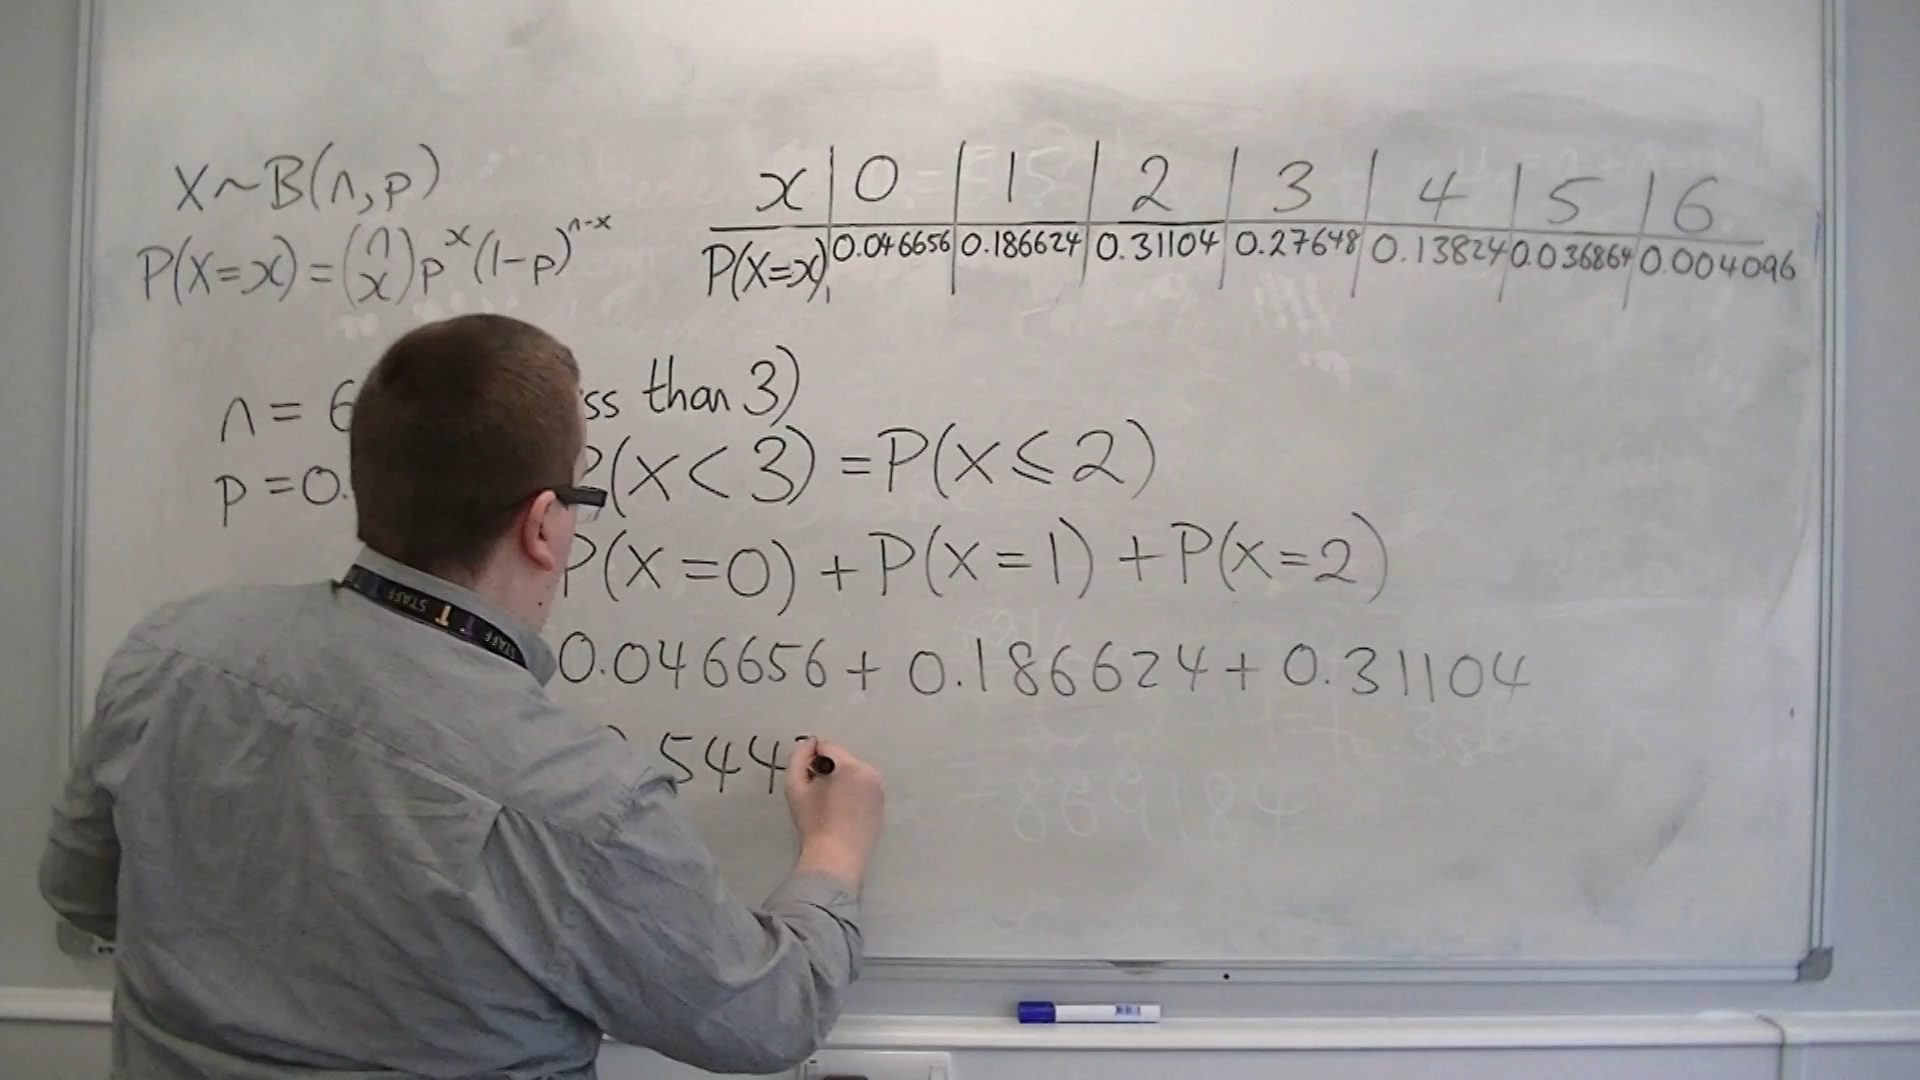 X~B(n,p)
P(X=x)=(n x)p^x(1-p)^n-x
x | 0 | 1 | 2 | 3 | 4 | 5 | 6
P(X=x) | 0.046656 | 0.186624 | 0.31104 | 0.27648 | 0.13824 | 0.036864 | 0.004096
n = 6
ss than 3)
p = 0.
P(X<3) = P(X⩽2)
P(X=0) + P(X=1) + P(X=2)
0.046656 + 0.186624 + 0.31104
.544
STAFF STAFF